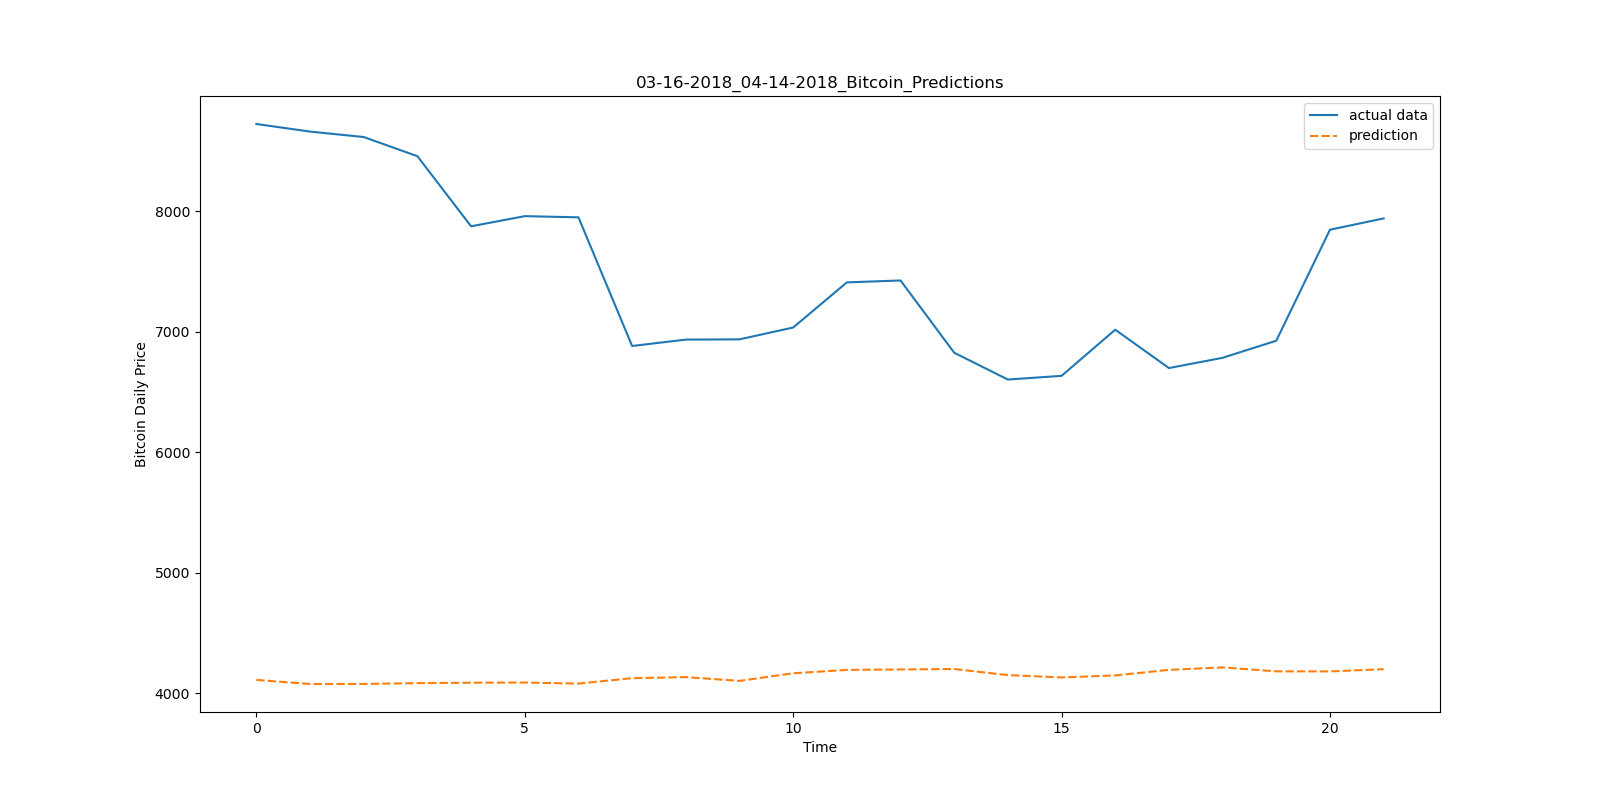 03-16-2018_04-14-2018_Bitcoin_Predictions
actual data
prediction
Bitcoin Daily Price
8000
7000
6000
5000
4000
0 5 10 15 20
Time